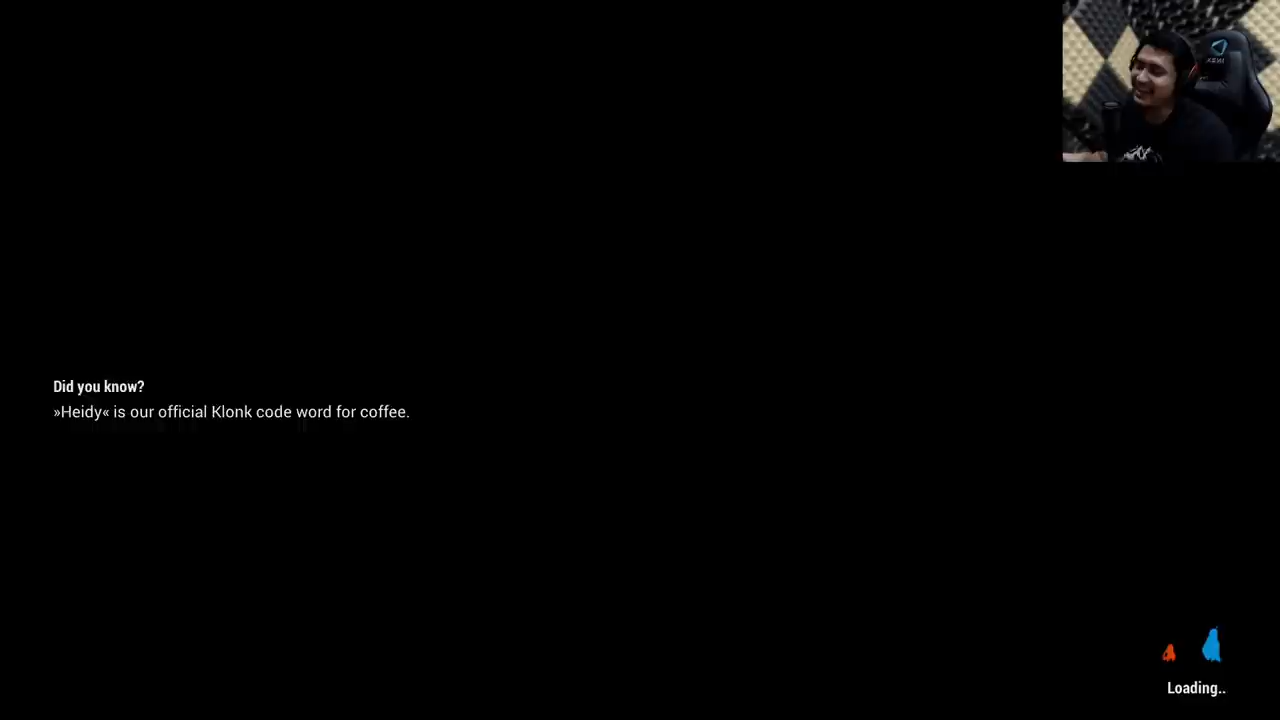 Did you know?
»Heidy« is our official Klonk code word for coffee.
Loading..